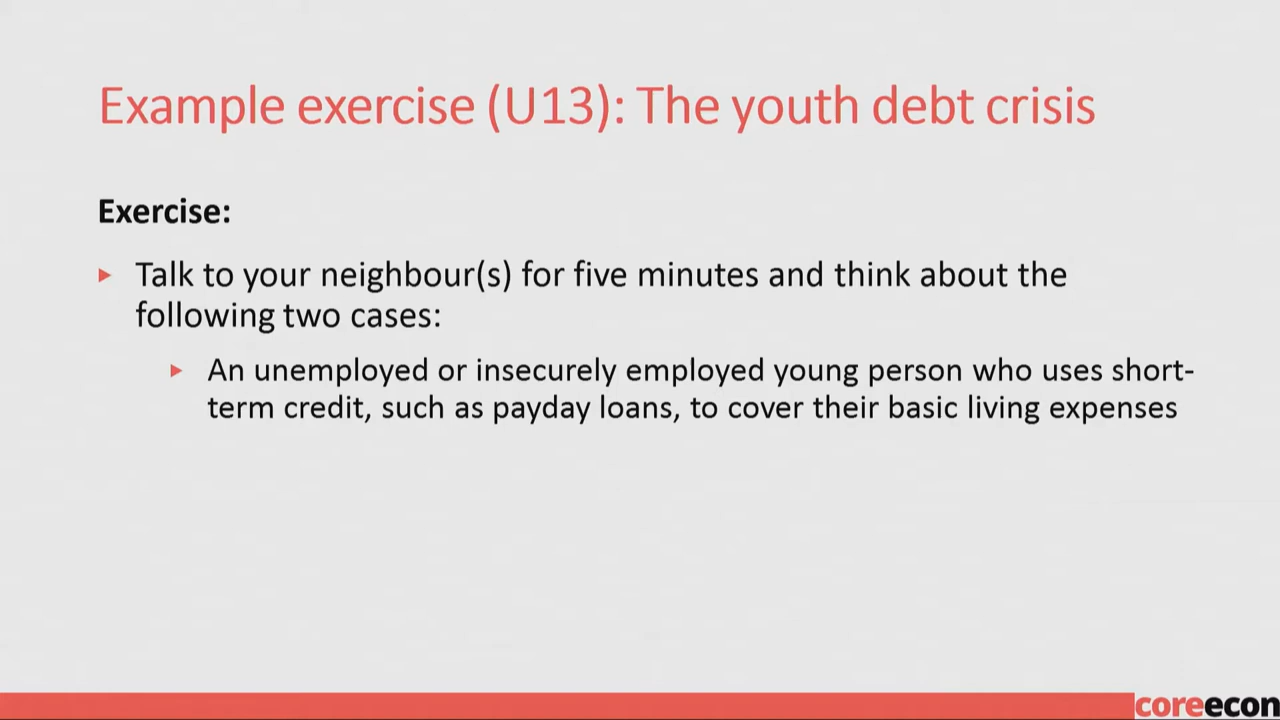 Example exercise (U13): The youth debt crisis
Exercise:
Talk to your neighbour(s) for five minutes and think about the
following two cases:
An unemployed or insecurely employed young person who uses short-
term credit, such as payday loans, to cover their basic living expenses
coreecon